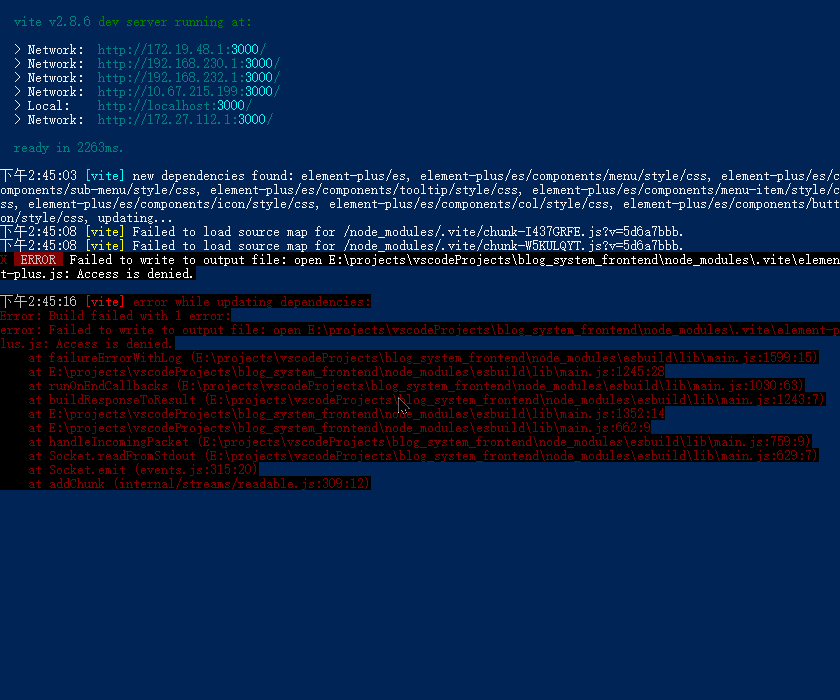 vite v2.8.6 dev server running at:
> Network:  http://172.19.48.1:3000/
> Network:  http://192.168.230.1:3000/
> Network:  http://192.168.232.1:3000/
> Network:  http://10.67.215.199:3000/
> Local:    http://localhost:3000/
> Network:  http://172.27.112.1:3000/
ready in 2263ms.
下午2:45:03 [vite] new dependencies found: element-plus/es, element-plus/es/components/menu/style/css, element-plus/es/c
omponents/sub-menu/style/css, element-plus/es/components/tooltip/style/css, element-plus/es/components/menu-item/style/c
ss, element-plus/es/components/icon/style/css, element-plus/es/components/col/style/css, element-plus/es/components/butt
on/style/css, updating...
下午2:45:08 [vite] Failed to load source map for /node_modules/.vite/chunk-I437GRFE.js?v=5d6a7bbb.
下午2:45:08 [vite] Failed to load source map for /node_modules/.vite/chunk-W5KULQYT.js?v=5d6a7bbb.
X [ERROR] Failed to write to output file: open E:\projects\vscodeProjects\blog_system_frontend\node_modules\.vite\elemen
t-plus.js: Access is denied.
下午2:45:16 [vite] error while updating dependencies:
Error: Build failed with 1 error:
error: Failed to write to output file: open E:\projects\vscodeProjects\blog_system_frontend\node_modules\.vite\element-p
lus.js: Access is denied.
    at failureErrorWithLog (E:\projects\vscodeProjects\blog_system_frontend\node_modules\esbuild\lib\main.js:1599:15)
    at E:\projects\vscodeProjects\blog_system_frontend\node_modules\esbuild\lib\main.js:1245:28
    at runOnEndCallbacks (E:\projects\vscodeProjects\blog_system_frontend\node_modules\esbuild\lib\main.js:1030:63)
    at buildResponseToResult (E:\projects\vscodeProjects\blog_system_frontend\node_modules\esbuild\lib\main.js:1243:7)
    at E:\projects\vscodeProjects\blog_system_frontend\node_modules\esbuild\lib\main.js:1352:14
    at E:\projects\vscodeProjects\blog_system_frontend\node_modules\esbuild\lib\main.js:662:9
    at handleIncomingPacket (E:\projects\vscodeProjects\blog_system_frontend\node_modules\esbuild\lib\main.js:759:9)
    at Socket.readFromStdout (E:\projects\vscodeProjects\blog_system_frontend\node_modules\esbuild\lib\main.js:629:7)
    at Socket.emit (events.js:315:20)
    at addChunk (internal/streams/readable.js:309:12)